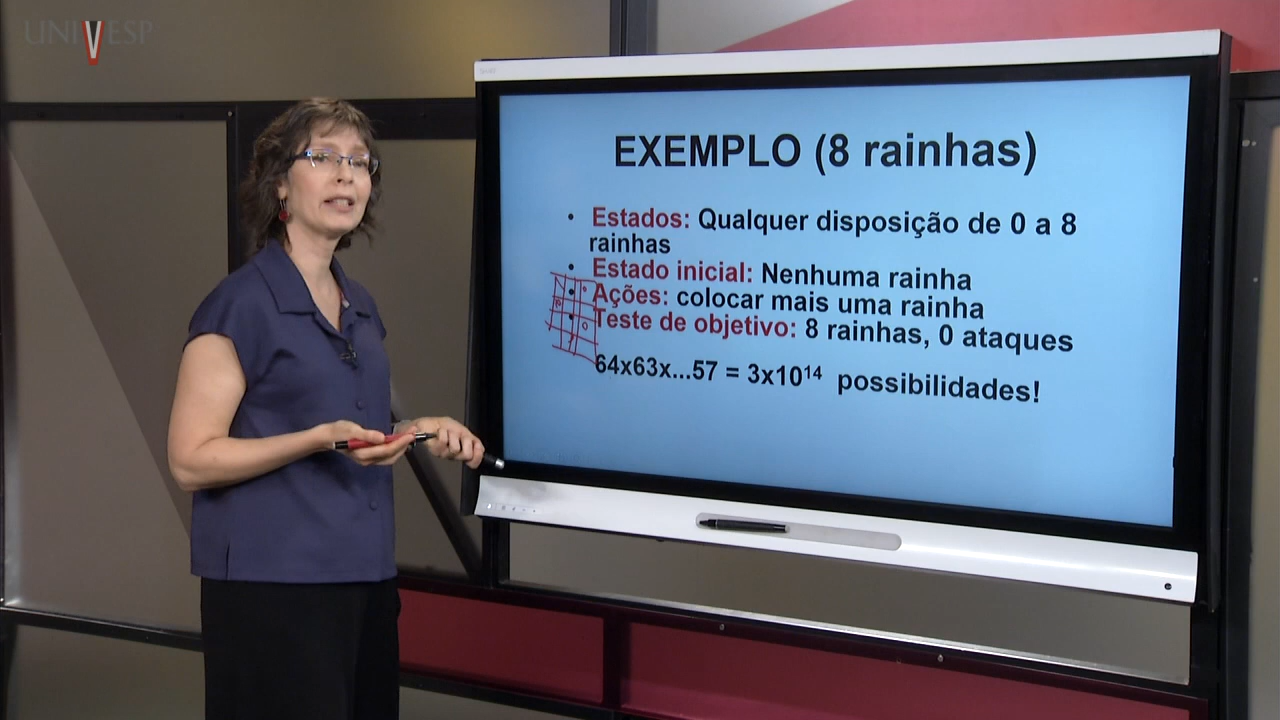 UNIVESP
EXEMPLO (8 rainhas)
• Estados: Qualquer disposição de 0 a 8
rainhas
• Estado inicial: Nenhuma rainha
• Ações: colocar mais uma rainha
• Teste de objetivo: 8 rainhas, 0 ataques
64x63x...57 = 3x10¹⁴ possibilidades!